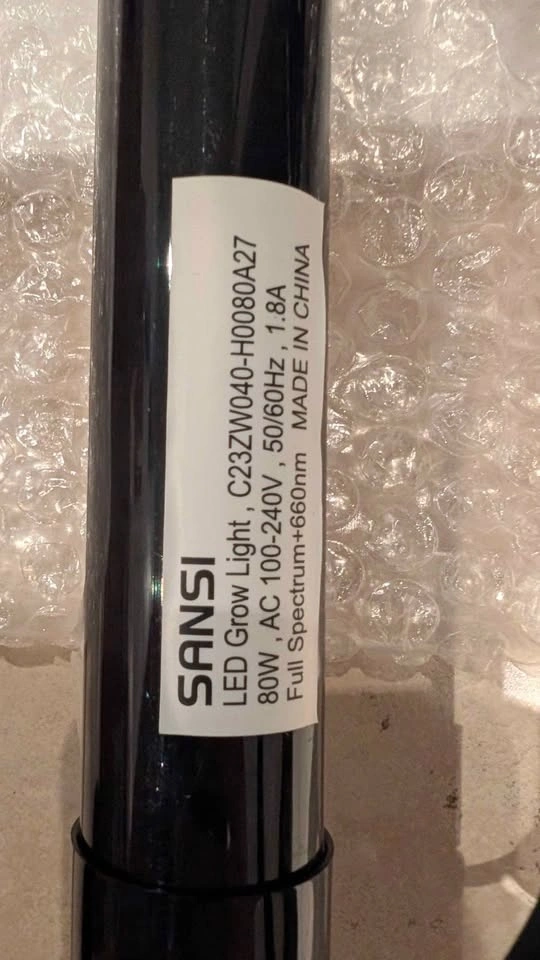 SANSI
LED Grow Light , C23ZW040-H0080A27
80W , AC 100-240V , 50/60Hz , 1.8A
Full Spectrum+660nm MADE IN CHINA